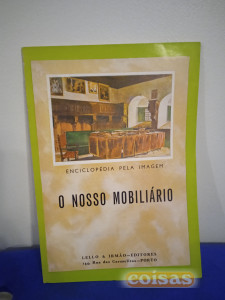 ENCICLOPÉDIA PELA IMAGEM
O NOSSO MOBILIÁRIO
LELLO & IRMÃO—EDITORES
144, Rua das Carmelitas—PORTO
coisas